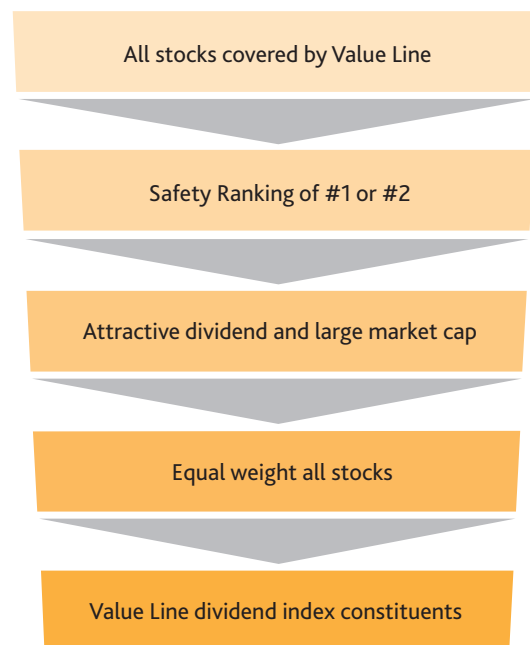 All stocks covered by Value Line
Safety Ranking of #1 or #2
Attractive dividend and large market cap
Equal weight all stocks
Value Line dividend index constituents